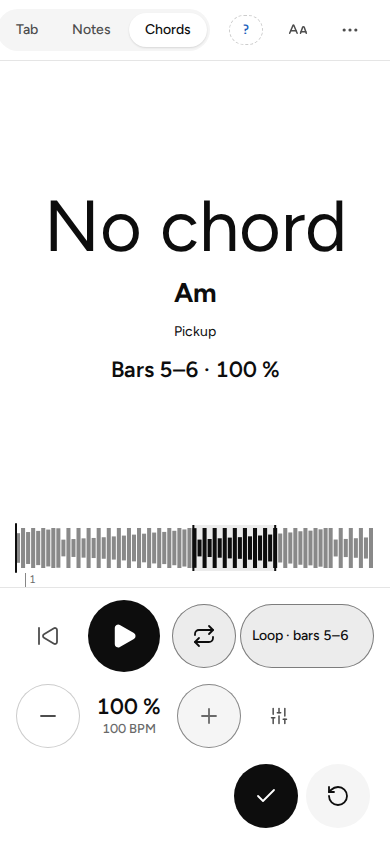 Tab
Notes
Chords
?
AA
No chord
Am
Pickup
Bars 5–6 · 100 %
1
Loop · bars 5–6
100 %
100 BPM